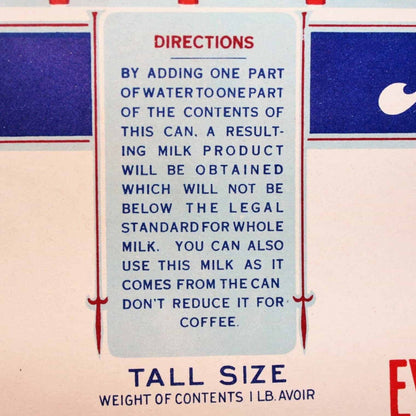 DIRECTIONS
BY ADDING ONE PART
OF WATER TO ONE PART
OF THE CONTENTS OF
THIS CAN, A RESULT-
ING MILK PRODUCT
WILL BE OBTAINED
WHICH WILL NOT BE
BELOW THE LEGAL
STANDARD FOR WHOLE
MILK. YOU CAN ALSO
USE THIS MILK AS IT
COMES FROM THE CAN
DON'T REDUCE IT FOR
COFFEE.
TALL SIZE
WEIGHT OF CONTENTS 1 LB. AVOIR